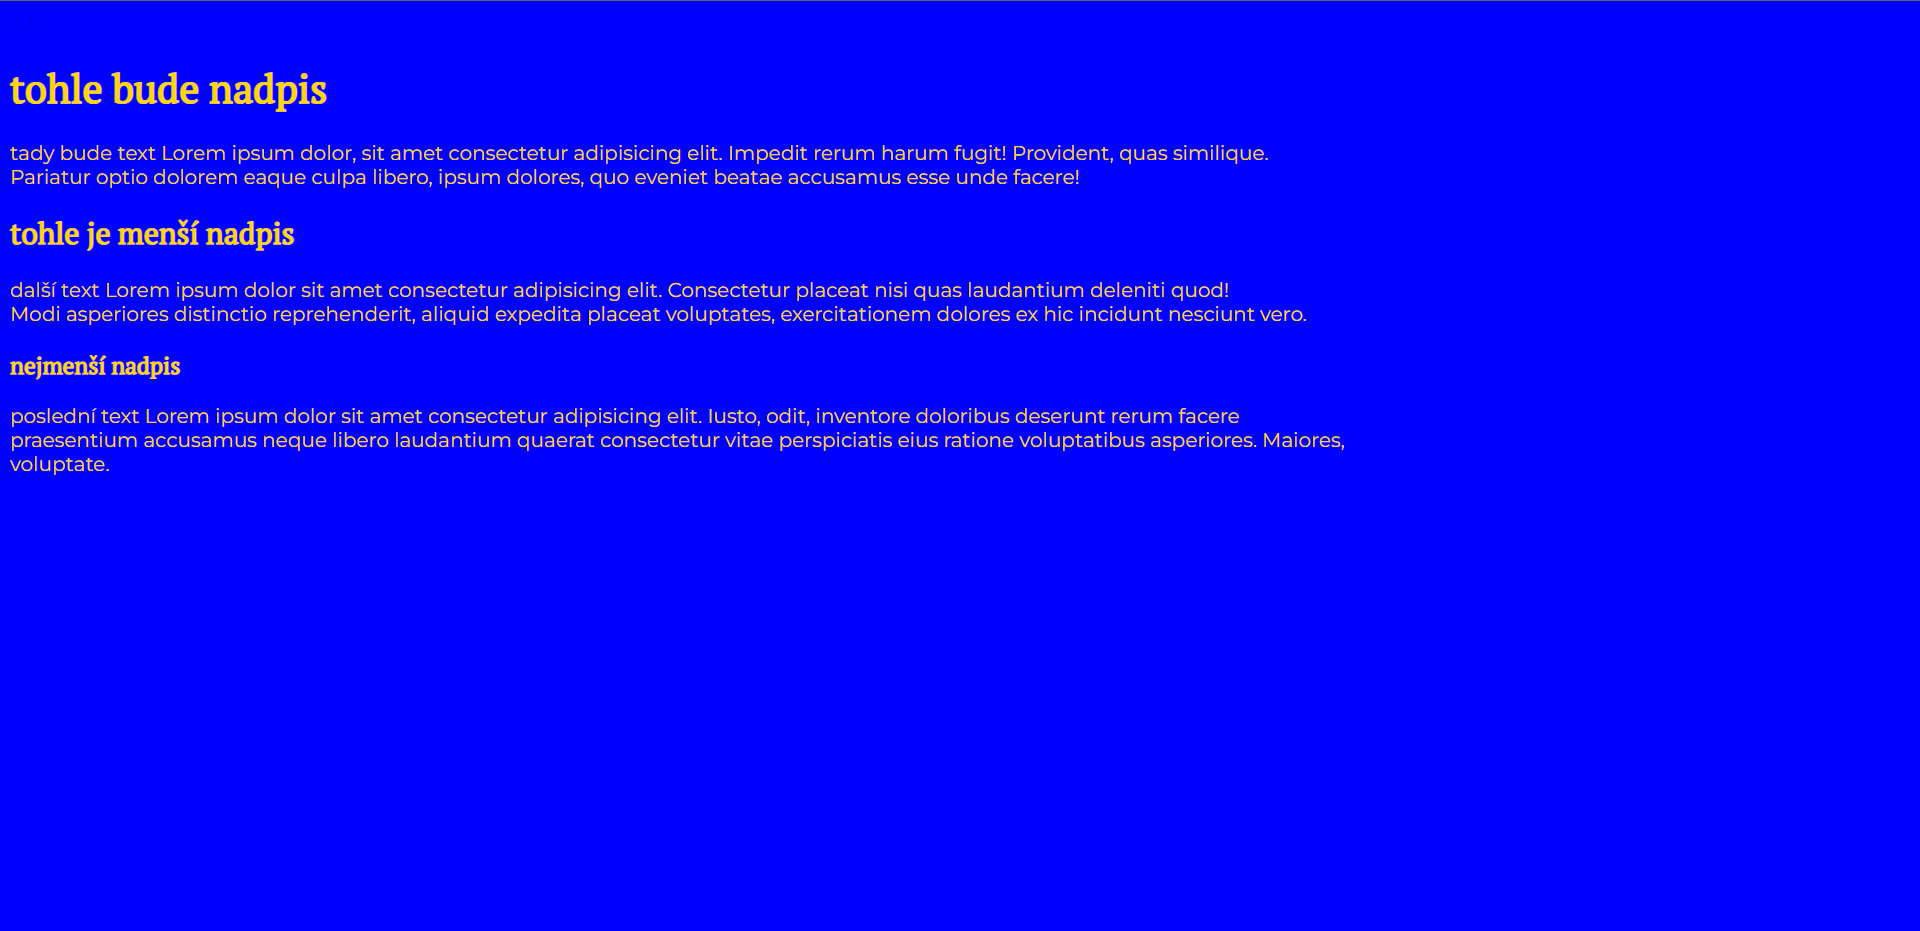 tohle bude nadpis
tady bude text Lorem ipsum dolor, sit amet consectetur adipisicing elit. Impedit rerum harum fugit! Provident, quas similique.
Pariatur optio dolorem eaque culpa libero, ipsum dolores, quo eveniet beatae accusamus esse unde facere!
tohle je menší nadpis
další text Lorem ipsum dolor sit amet consectetur adipisicing elit. Consectetur placeat nisi quas laudantium deleniti quod!
Modi asperiores distinctio reprehenderit, aliquid expedita placeat voluptates, exercitationem dolores ex hic incidunt nesciunt vero.
nejmenší nadpis
poslední text Lorem ipsum dolor sit amet consectetur adipisicing elit. Iusto, odit, inventore doloribus deserunt rerum facere
praesentium accusamus neque libero laudantium quaerat consectetur vitae perspiciatis eius ratione voluptatibus asperiores. Maiores,
voluptate.